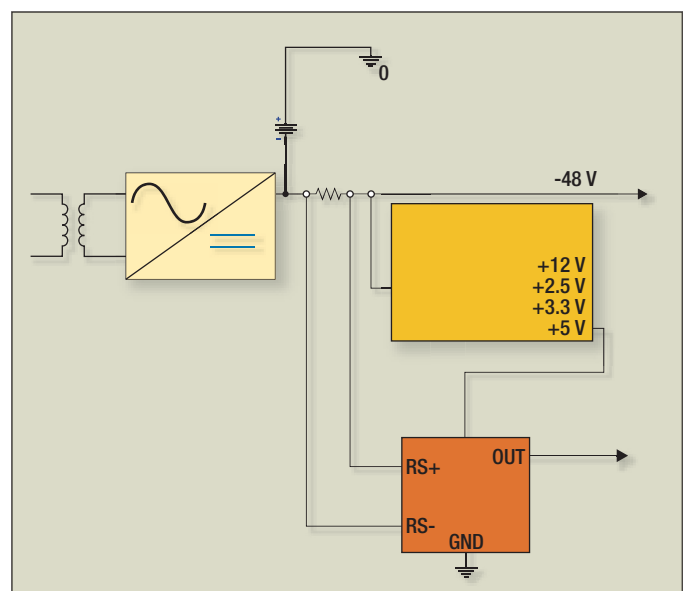 0
+
-
-48 V
+12 V
+2.5 V
+3.3 V
+5 V
OUT
RS+
RS-
GND